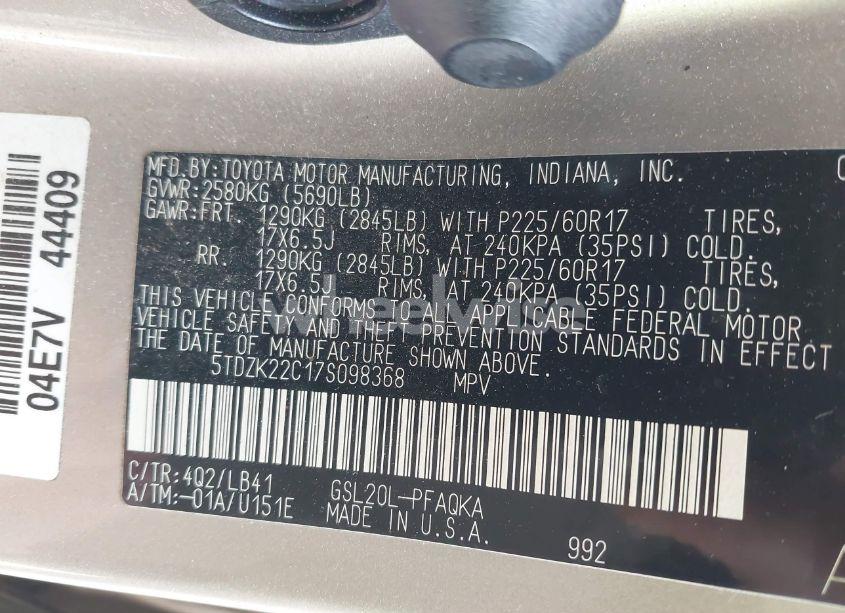 MFD.BY:TOYOTA MOTOR MANUFACTURING, INDIANA, INC.
GVWR:2580KG (5690LB)
GAWR:FRT. 1290KG (2845LB) WITH P225/60R17 TIRES,
17X6.5J RIMS, AT 240KPA (35PSI) COLD.
RR. 1290KG (2845LB) WITH P225/60R17 TIRES,
17X6.5J RIMS, AT 240KPA (35PSI) COLD.
THIS VEHICLE CONFORMS TO ALL APPLICABLE FEDERAL MOTOR
VEHICLE SAFETY AND THEFT PREVENTION STANDARDS IN EFFECT
THE DATE OF MANUFACTURE SHOWN ABOVE.
5TDZK22C17S098368 MPV
C/TR:4Q2/LB41 GSL20L-PFAQKA
A/TM:-01A/U151E MADE IN U.S.A.
992
04E7V 44409
wheelwise